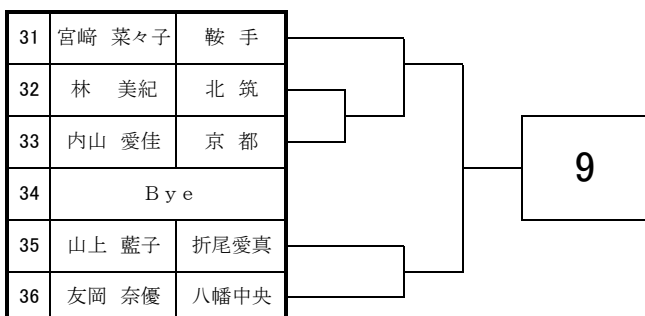 31 宮﨑 菜々子 鞍 手
32 林 美紀 北 筑
33 内山 愛佳 京 都
34 Bye
35 山上 藍子 折尾愛真
36 友岡 奈優 八幡中央
9